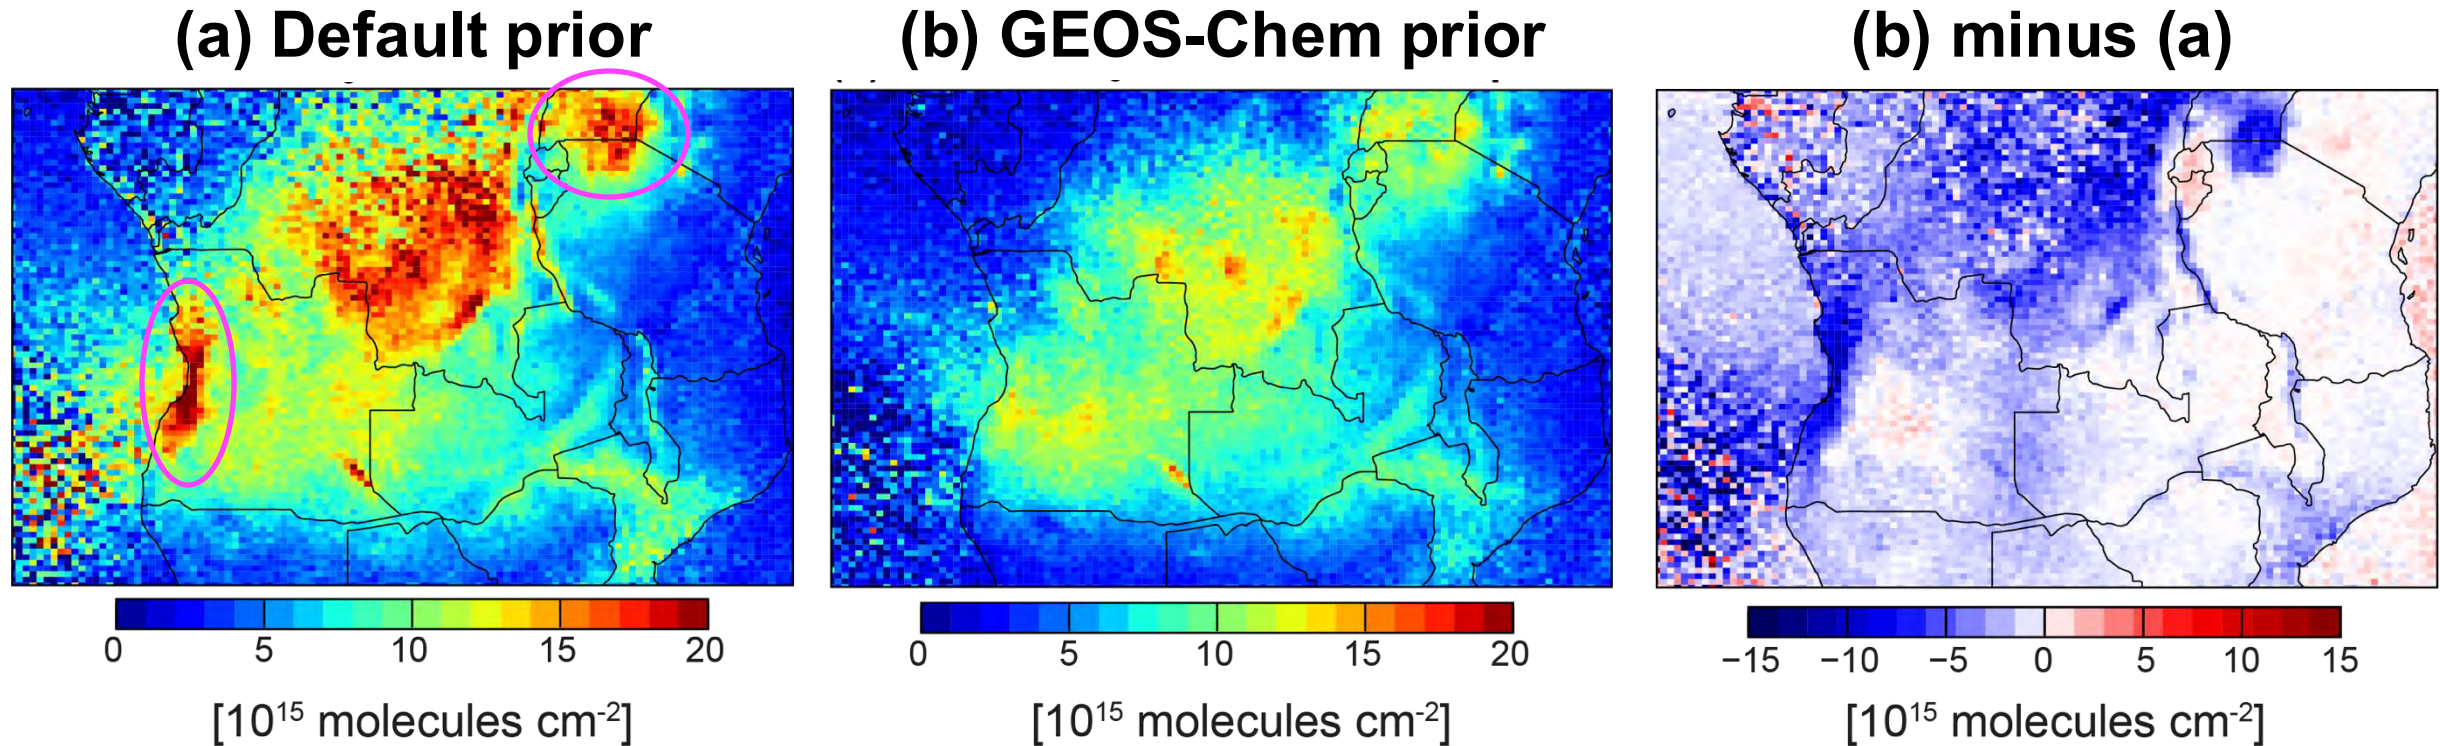 (a) Default prior
(b) GEOS-Chem prior
(b) minus (a)
0 5 10 15 20
0 5 10 15 20
−15 −10 −5 0 5 10 15
[10¹⁵ molecules cm⁻²]
[10¹⁵ molecules cm⁻²]
[10¹⁵ molecules cm⁻²]